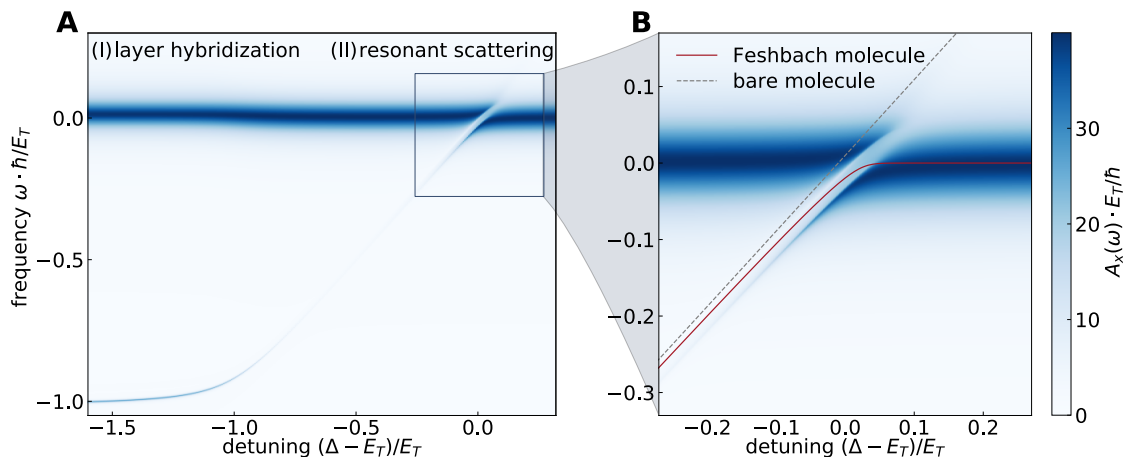 A
(I) layer hybridization
(II) resonant scattering
frequency ω · ħ/E_T
0.0
−0.5
−1.0
−1.5
−1.0
−0.5
0.0
detuning (Δ − E_T)/E_T
B
Feshbach molecule
bare molecule
0.1
0.0
−0.1
−0.2
−0.3
−0.2
−0.1
0.0
0.1
0.2
detuning (Δ − E_T)/E_T
30
20
10
0
A_x(ω) · E_T/ħ